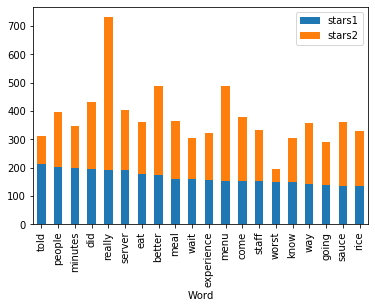 stars1
stars2
700
600
500
400
300
200
100
0
told
people
minutes
did
really
server
eat
better
meal
wait
experience
menu
come
staff
worst
know
way
going
sauce
rice
Word